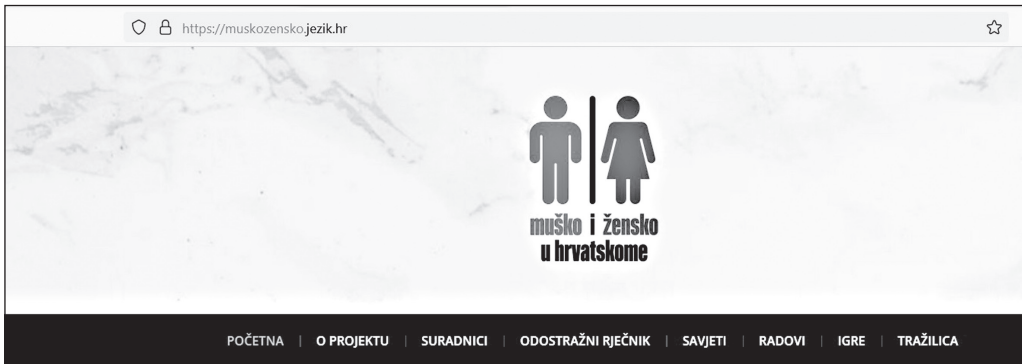 https://muskozensko.jezik.hr
muško i žensko
u hrvatskome
POČETNA | O PROJEKTU | SURADNICI | ODOSTRAŽNI RJEČNIK | SAVJETI | RADOVI | IGRE | TRAŽILICA